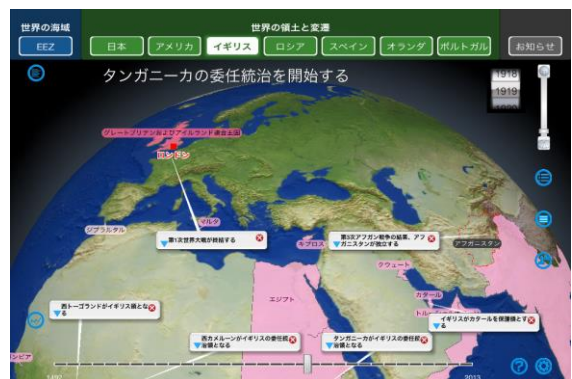 世界の海域
世界の領土と変遷
EEZ
日本
アメリカ
イギリス
ロシア
スペイン
オランダ
ポルトガル
お知らせ
タンガニーカの委任統治を開始する
1918
1919
グレートブリテンおよびアイルランド連合王国
ロンドン
ジブラルタル
マルタ
第1次世界大戦が終結する
キプロス
第3次アフガン戦争の結果、アフ
ガニスタンが独立する
アフガニスタン
クウェート
エジプト
カタール
西トーゴランドがイギリス領とな
る
イギリスがカタールを保護領とす
る
西カメルーンがイギリスの委任統
治領となる
タンガニーカがイギリスの委任統
治領となる
ンビア
1492
2013